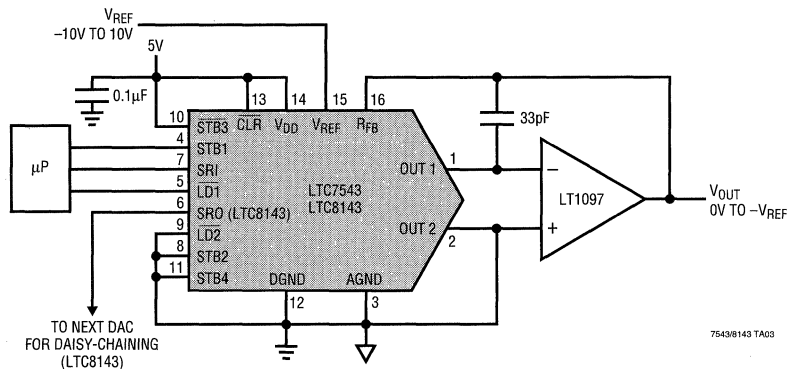 VREF
–10V TO 10V
5V
0.1µF
13
14
15
16
33pF
10
4
7
5
6
9
8
11
STB3
CLR
VDD
VREF
RFB
STB1
SRI
LD1
SRO (LTC8143)
LD2
STB2
STB4
µP
LTC7543
LTC8143
OUT 1
1
OUT 2
2
–
+
LT1097
VOUT
0V TO –VREF
DGND
AGND
12
3
TO NEXT DAC
FOR DAISY-CHAINING
(LTC8143)
7543/8143 TA03